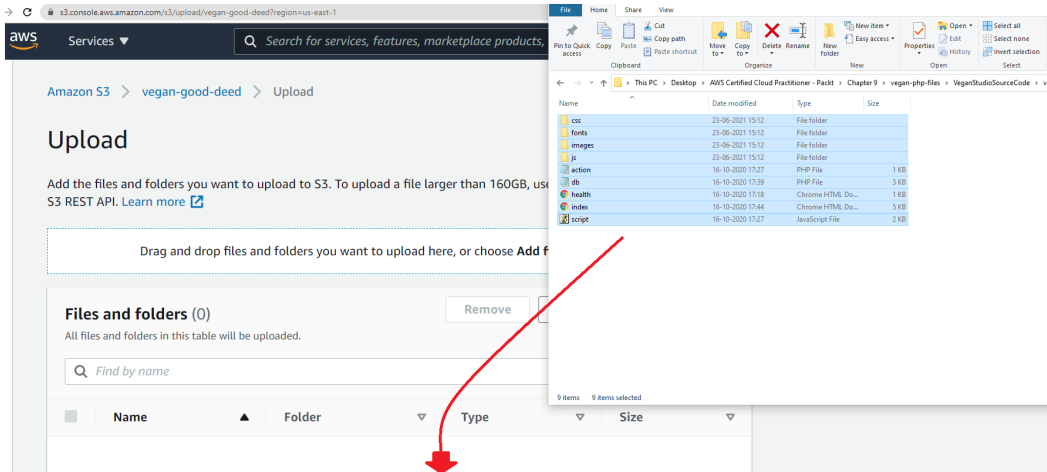 s3.console.aws.amazon.com/s3/upload/vegan-good-deed?region=us-east-1
aws
Services ▼
Search for services, features, marketplace products,
Amazon S3 > vegan-good-deed > Upload
Upload
Add the files and folders you want to upload to S3. To upload a file larger than 160GB, use
S3 REST API. Learn more
Drag and drop files and folders you want to upload here, or choose Add f
Files and folders (0)
Remove
All files and folders in this table will be uploaded.
Find by name
Name Folder Type Size
File Home Share View
Pin to Quick access
Copy
Paste
Cut
Copy path
Paste shortcut
Move to
Copy to
Delete
Rename
New folder
New item
Easy access
Properties
Open
Edit
History
Select all
Select none
Invert selection
Clipboard Organize New Open Select
This PC > Desktop > AWS Certified Cloud Practitioner - Packt > Chapter 9 > vegan-php-files > VeganStudioSourceCode > v
Name Date modified Type Size
css 23-06-2021 15:12 File folder
fonts 23-06-2021 15:12 File folder
images 23-06-2021 15:12 File folder
js 23-06-2021 15:12 File folder
action 16-10-2020 17:27 PHP File 1 KB
db 16-10-2020 17:39 PHP File 3 KB
health 16-10-2020 17:18 Chrome HTML Do... 1 KB
index 16-10-2020 17:44 Chrome HTML Do... 5 KB
script 16-10-2020 17:27 JavaScript File 2 KB
9 items 9 items selected